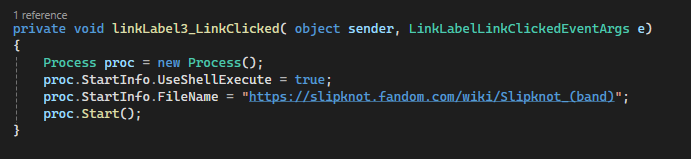 1 reference
private void linkLabel3_LinkClicked( object sender, LinkLabelLinkClickedEventArgs e)
{
Process proc = new Process();
proc.StartInfo.UseShellExecute = true;
proc.StartInfo.FileName = "https://slipknot.fandom.com/wiki/Slipknot_(band)";
proc.Start();
}